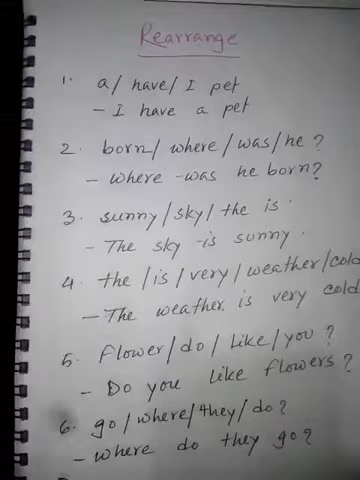 Rearrange
1. a/ have/ I pet
- I have a pet
2. born/ where/was/he?
- where was he born?
3. sunny/sky/ the is.
- The sky is sunny.
4. the /is/very/weather/cold
- The weather is very cold
5. flower/do/like/you?
- Do you like flowers?
6. go/where/they/do?
- where do they go?